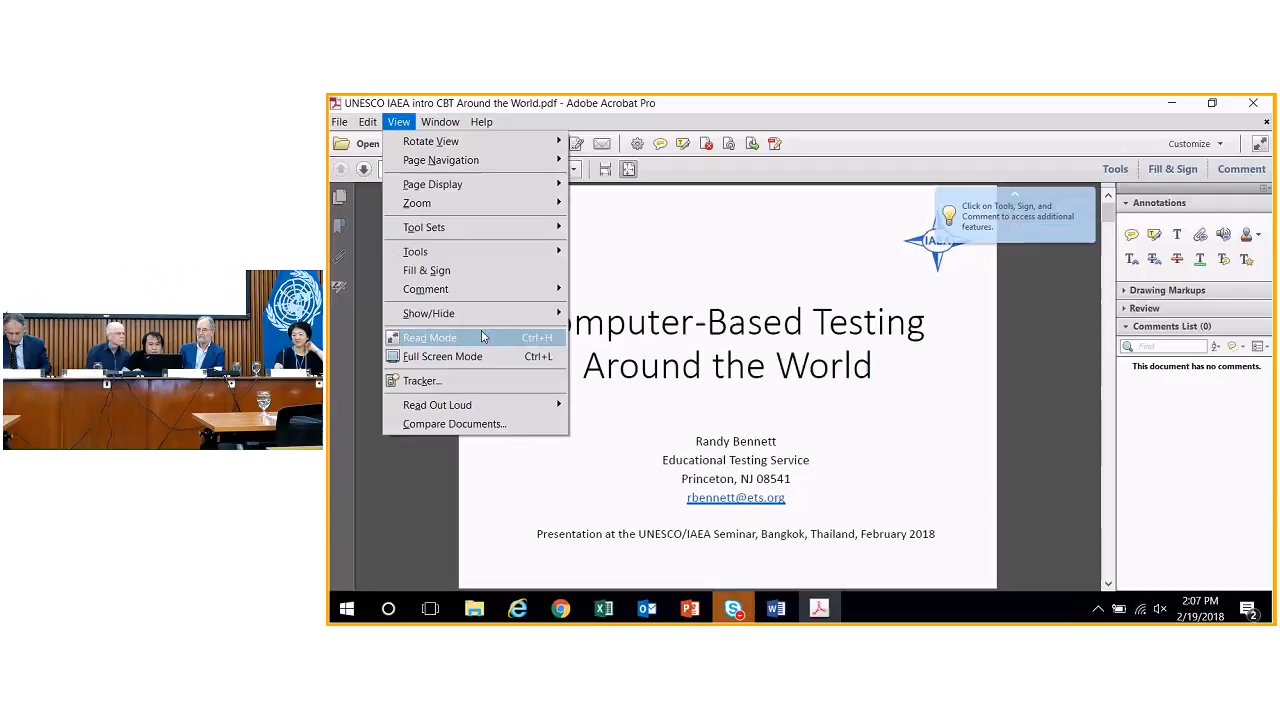 UNESCO IAEA intro CBT Around the World.pdf - Adobe Acrobat Pro
File Edit View Window Help
Open
Customize
Tools Fill & Sign Comment
Rotate View
Page Navigation
Page Display
Zoom
Tool Sets
Tools
Fill & Sign
Comment
Show/Hide
Read Mode Ctrl+H
Full Screen Mode Ctrl+L
Tracker...
Read Out Loud
Compare Documents...
Click on Tools, Sign, and
Comment to access additional
features.
IAEA
omputer-Based Testing
Around the World
Randy Bennett
Educational Testing Service
Princeton, NJ 08541
rbennett@ets.org
Presentation at the UNESCO/IAEA Seminar, Bangkok, Thailand, February 2018
Annotations
Drawing Markups
Review
Comments List (0)
Find
This document has no comments.
2:07 PM
2/19/2018
2